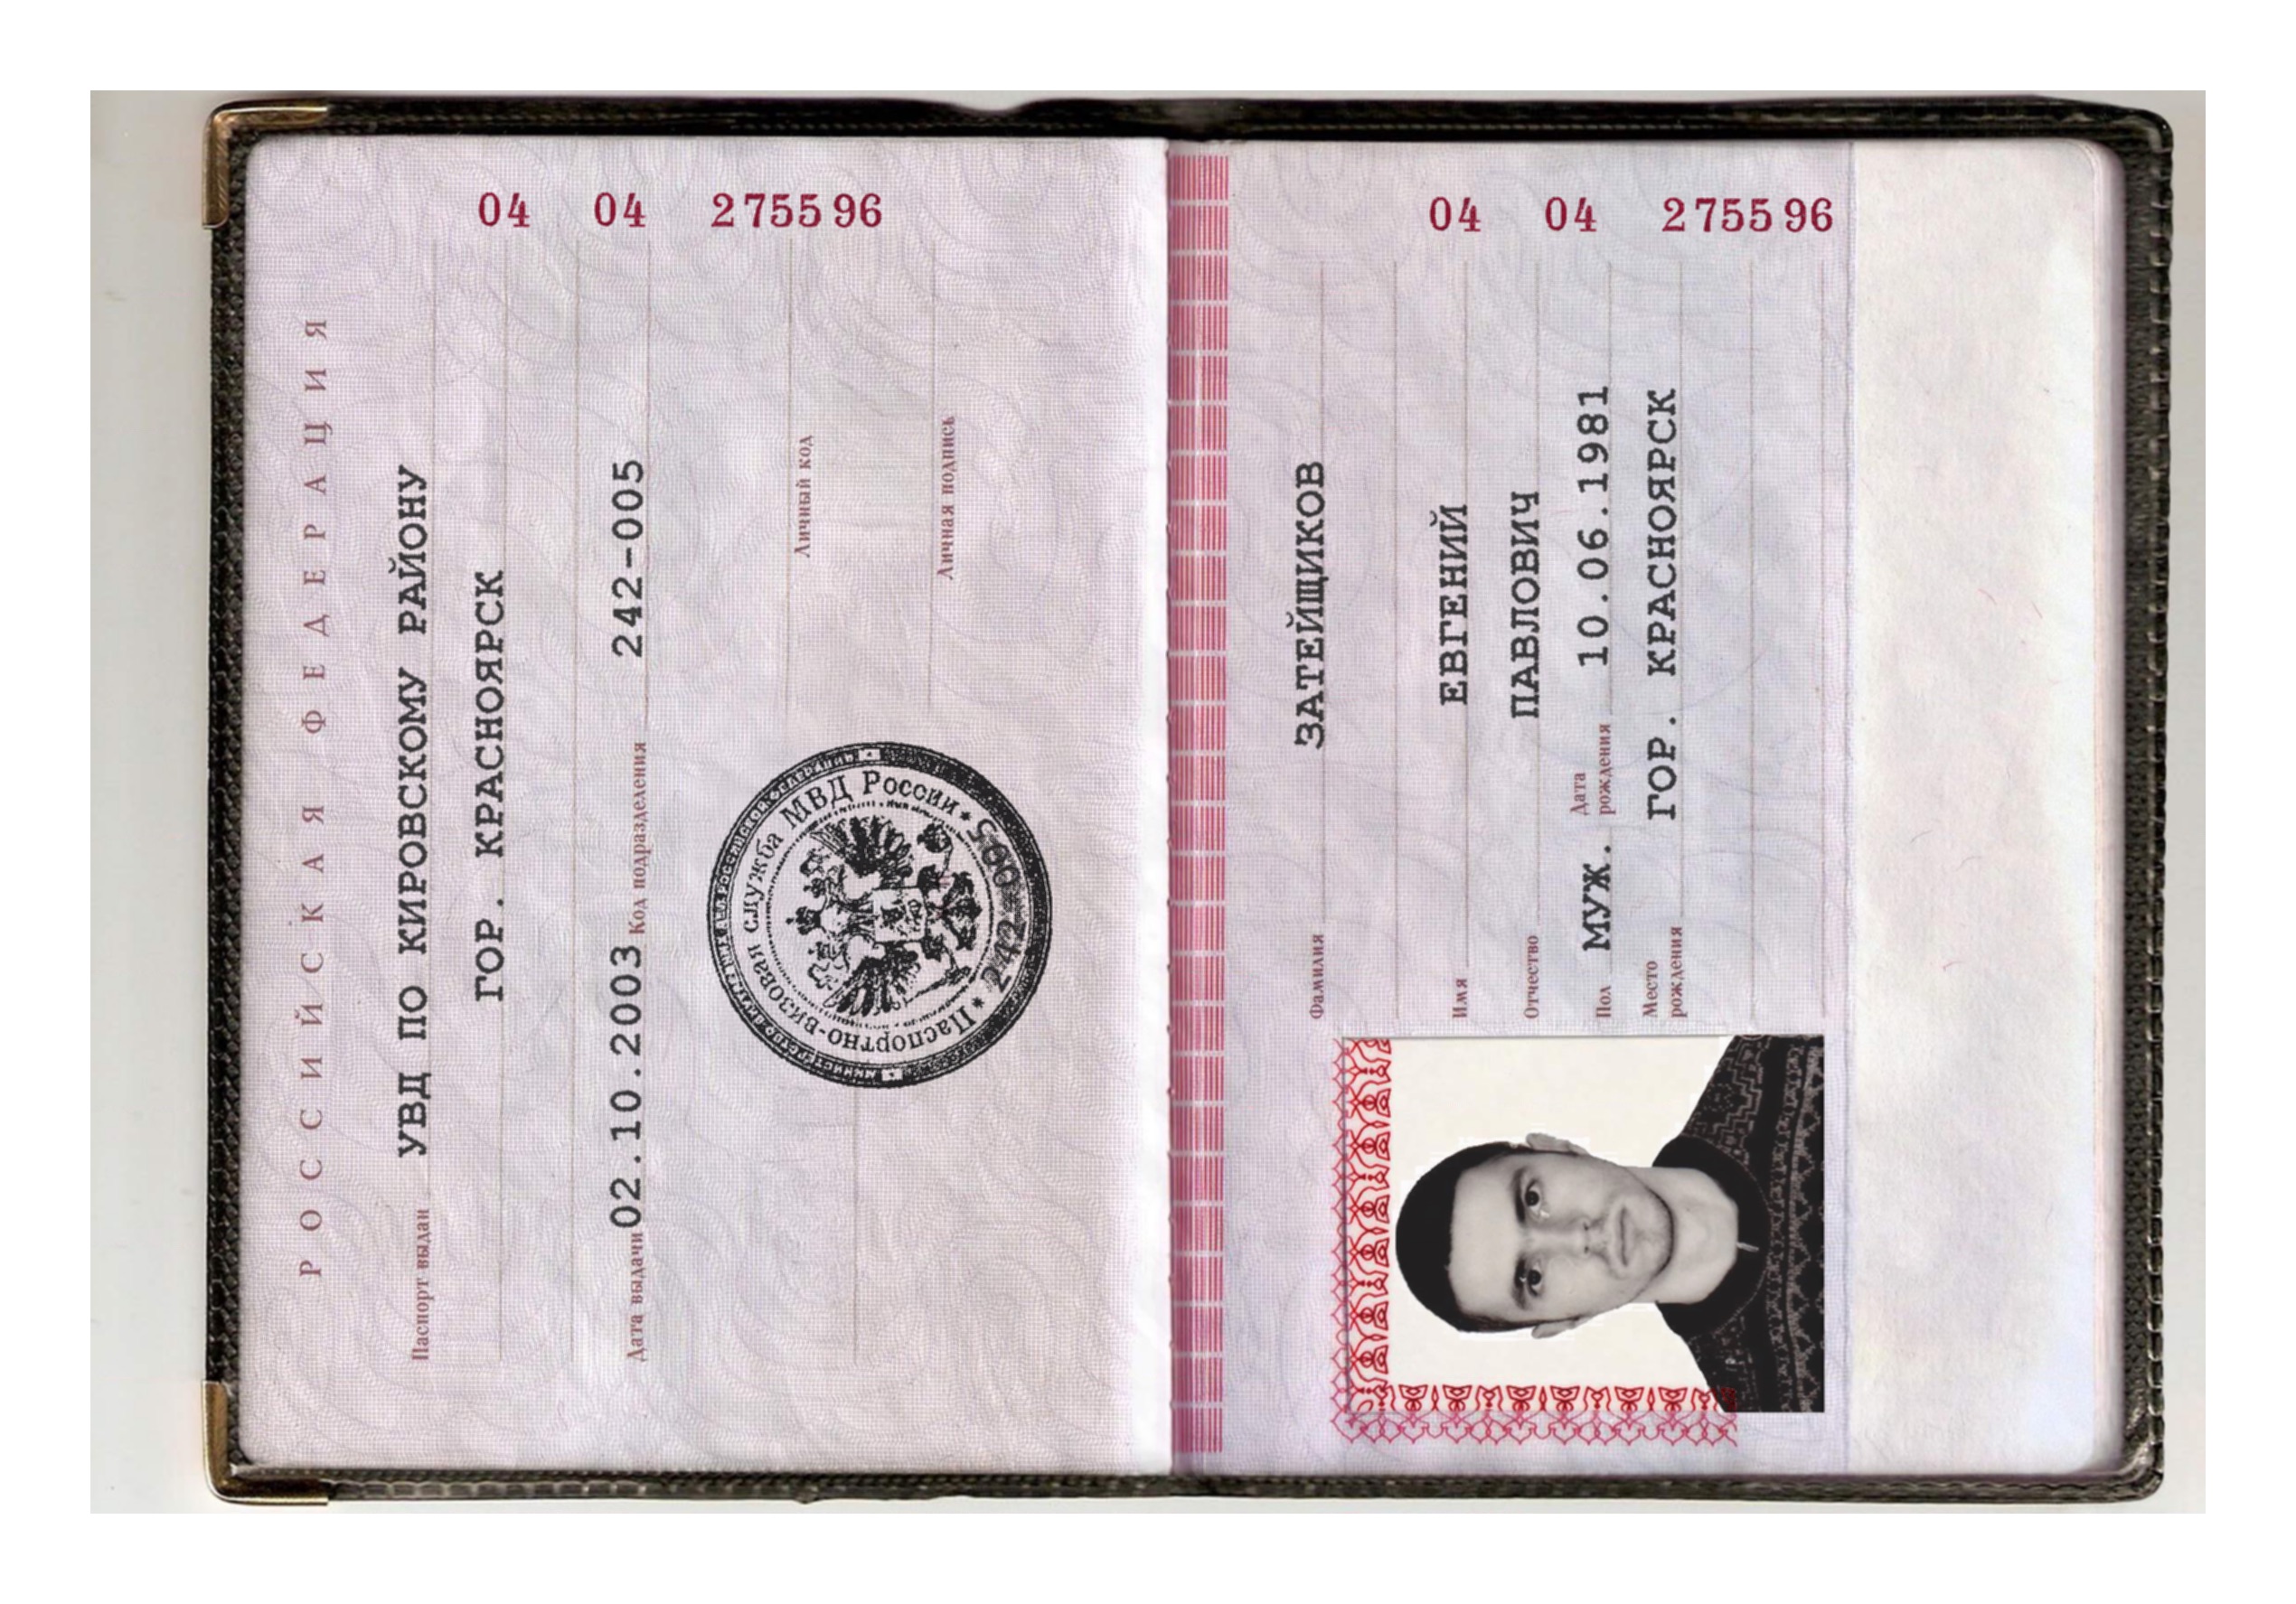 РОССИЙСКАЯ ФЕДЕРАЦИЯ
Паспорт выдан УВД ПО КИРОВСКОМУ РАЙОНУ
ГОР. КРАСНОЯРСК
Дата выдачи 02.10.2003 Код подразделения 242-005
Личный код
Личная подпись
Паспортно-визовая служба МВД России
242-005
04 04 275596
Фамилия ЗАТЕЙЩИКОВ
Имя ЕВГЕНИЙ
Отчество ПАВЛОВИЧ
Пол МУЖ. Дата рождения 10.06.1981
Место рождения ГОР. КРАСНОЯРСК
04 04 275596